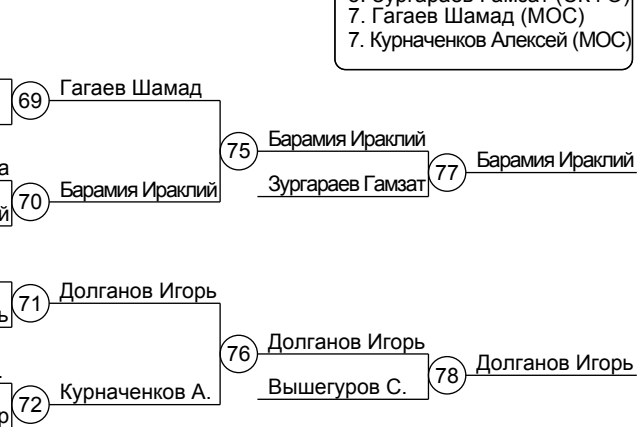 7. Гагаев Шамад (МОС)
7. Курначенков Алексей (МОС)
69 Гагаев Шамад
75 Барамия Ираклий
77 Барамия Ираклий
Зургараев Гамзат
70 Барамия Ираклий
71 Долганов Игорь
76 Долганов Игорь
78 Долганов Игорь
Вышегуров С.
72 Курначенков А.